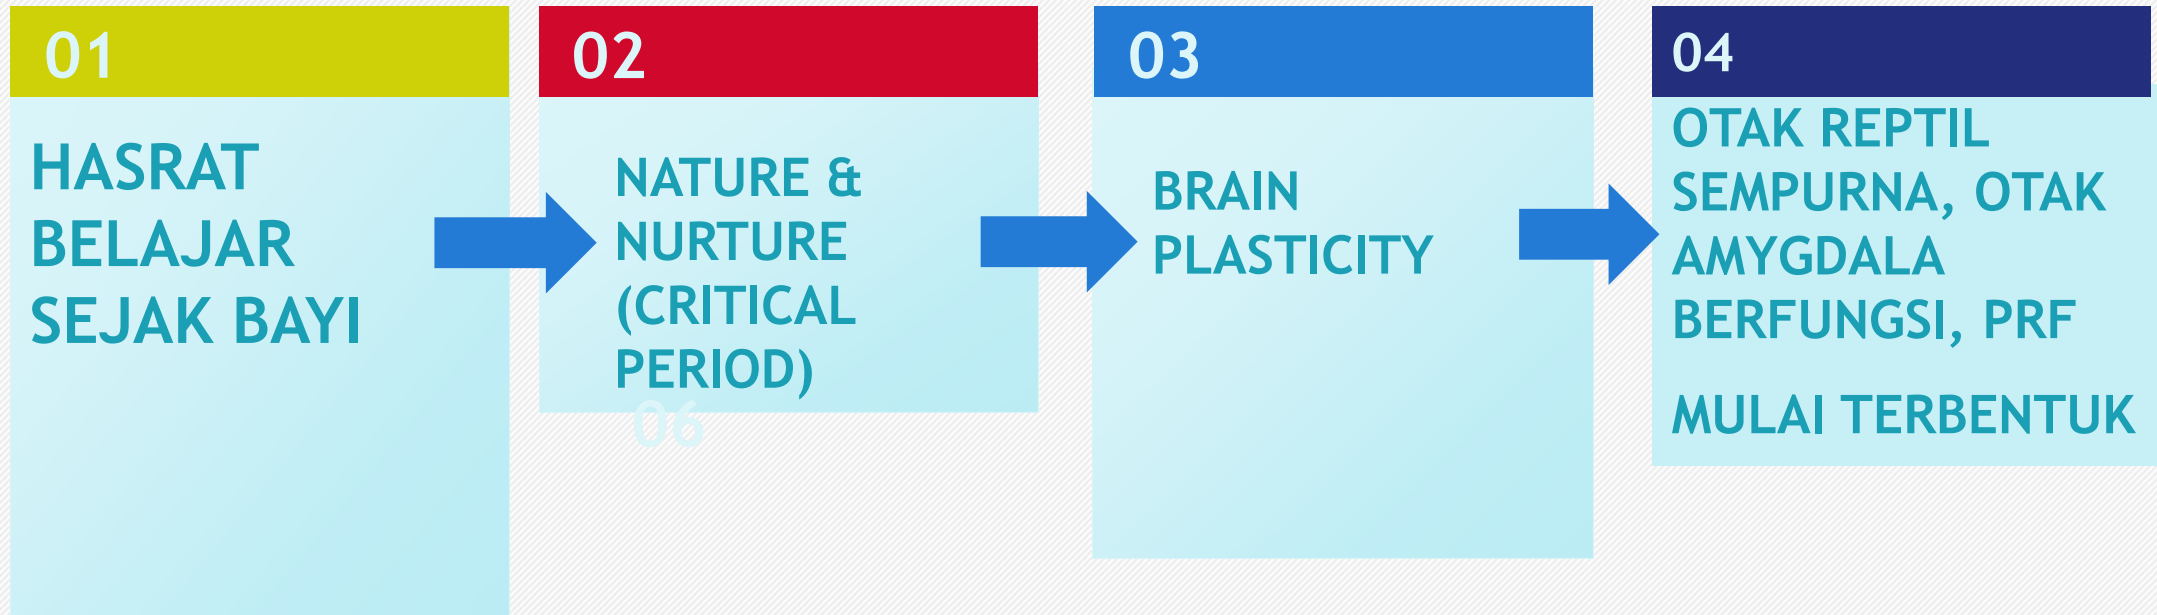 01
HASRAT
BELAJAR
SEJAK BAYI
02
NATURE &
NURTURE
(CRITICAL
PERIOD)
06
03
BRAIN
PLASTICITY
04
OTAK REPTIL
SEMPURNA, OTAK
AMYGDALA
BERFUNGSI, PRF
MULAI TERBENTUK